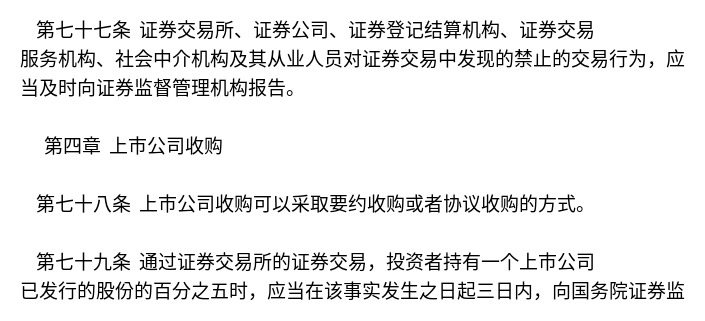 第七十七条 证券交易所、证券公司、证券登记结算机构、证券交易
服务机构、社会中介机构及其从业人员对证券交易中发现的禁止的交易行为，应
当及时向证券监督管理机构报告。
第四章 上市公司收购
第七十八条 上市公司收购可以采取要约收购或者协议收购的方式。
第七十九条 通过证券交易所的证券交易，投资者持有一个上市公司
已发行的股份的百分之五时，应当在该事实发生之日起三日内，向国务院证券监